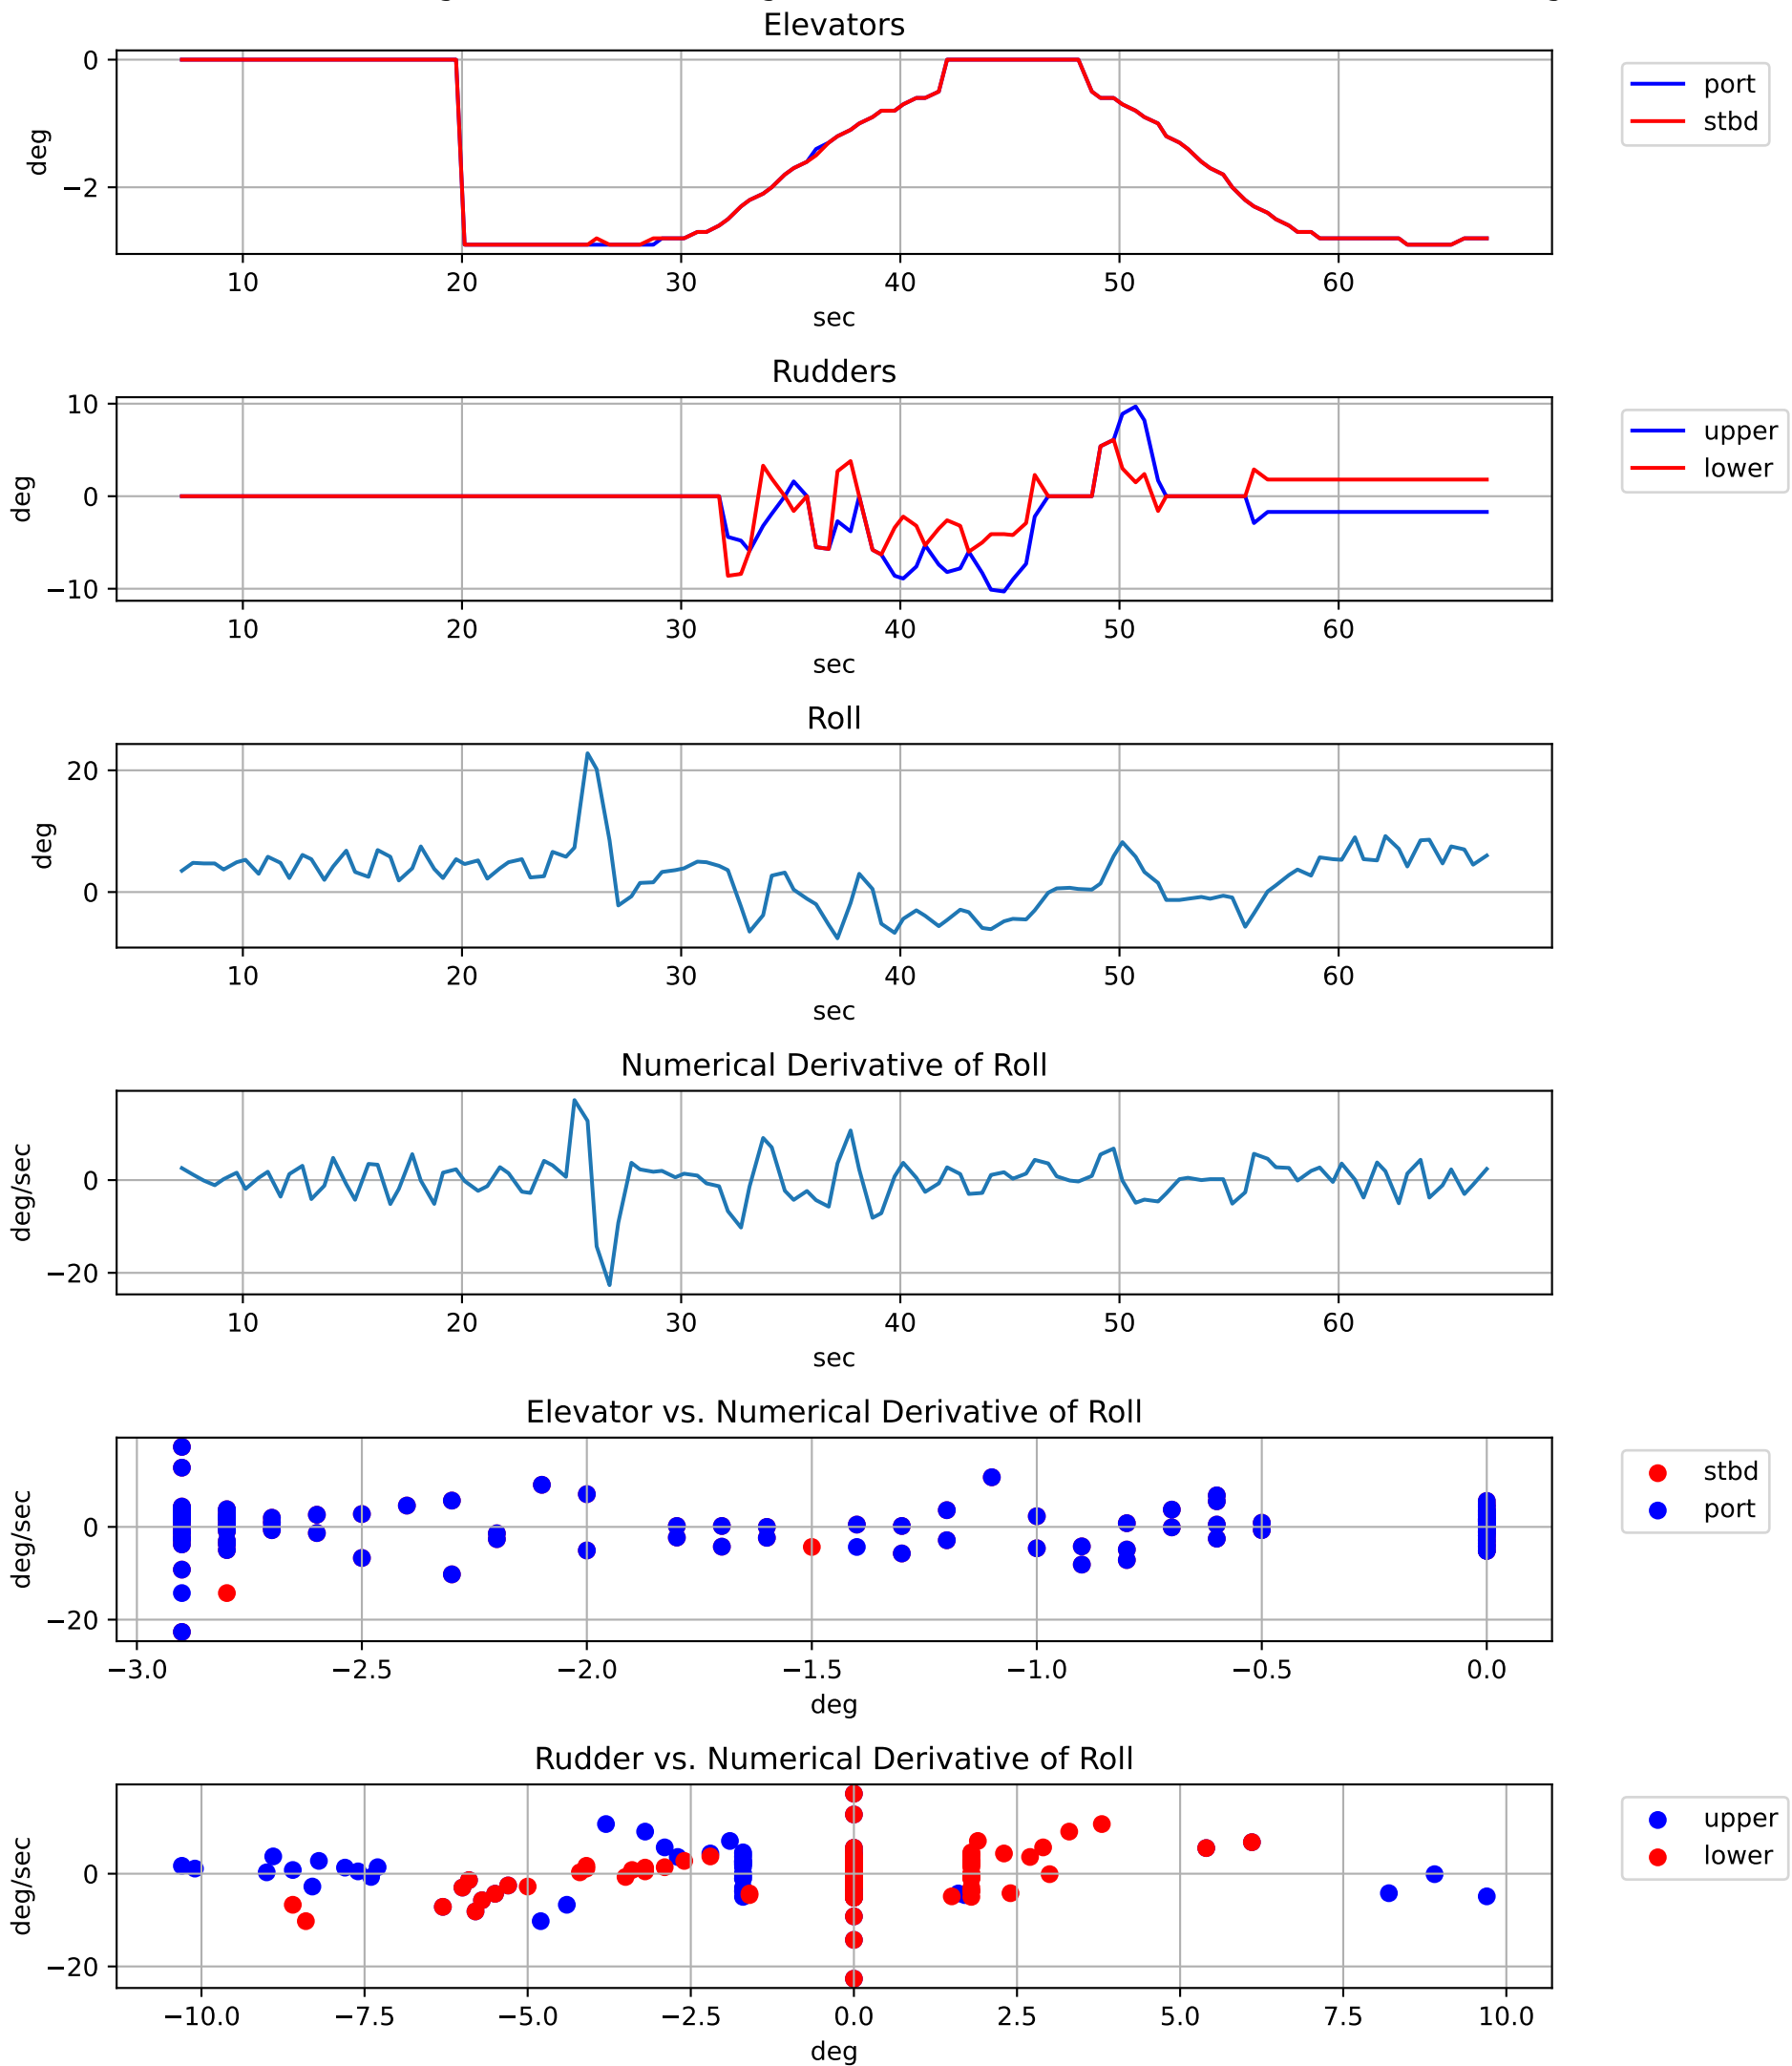 Elevators
0
−2
deg
10 20 30 40 50 60
sec
port
stbd
Rudders
10
0
−10
deg
10 20 30 40 50 60
sec
upper
lower
Roll
20
0
deg
10 20 30 40 50 60
sec
Numerical Derivative of Roll
0
−20
deg/sec
10 20 30 40 50 60
sec
Elevator vs. Numerical Derivative of Roll
0
−20
deg/sec
−3.0 −2.5 −2.0 −1.5 −1.0 −0.5 0.0
deg
stbd
port
Rudder vs. Numerical Derivative of Roll
0
−20
deg/sec
−10.0 −7.5 −5.0 −2.5 0.0 2.5 5.0 7.5 10.0
deg
upper
lower